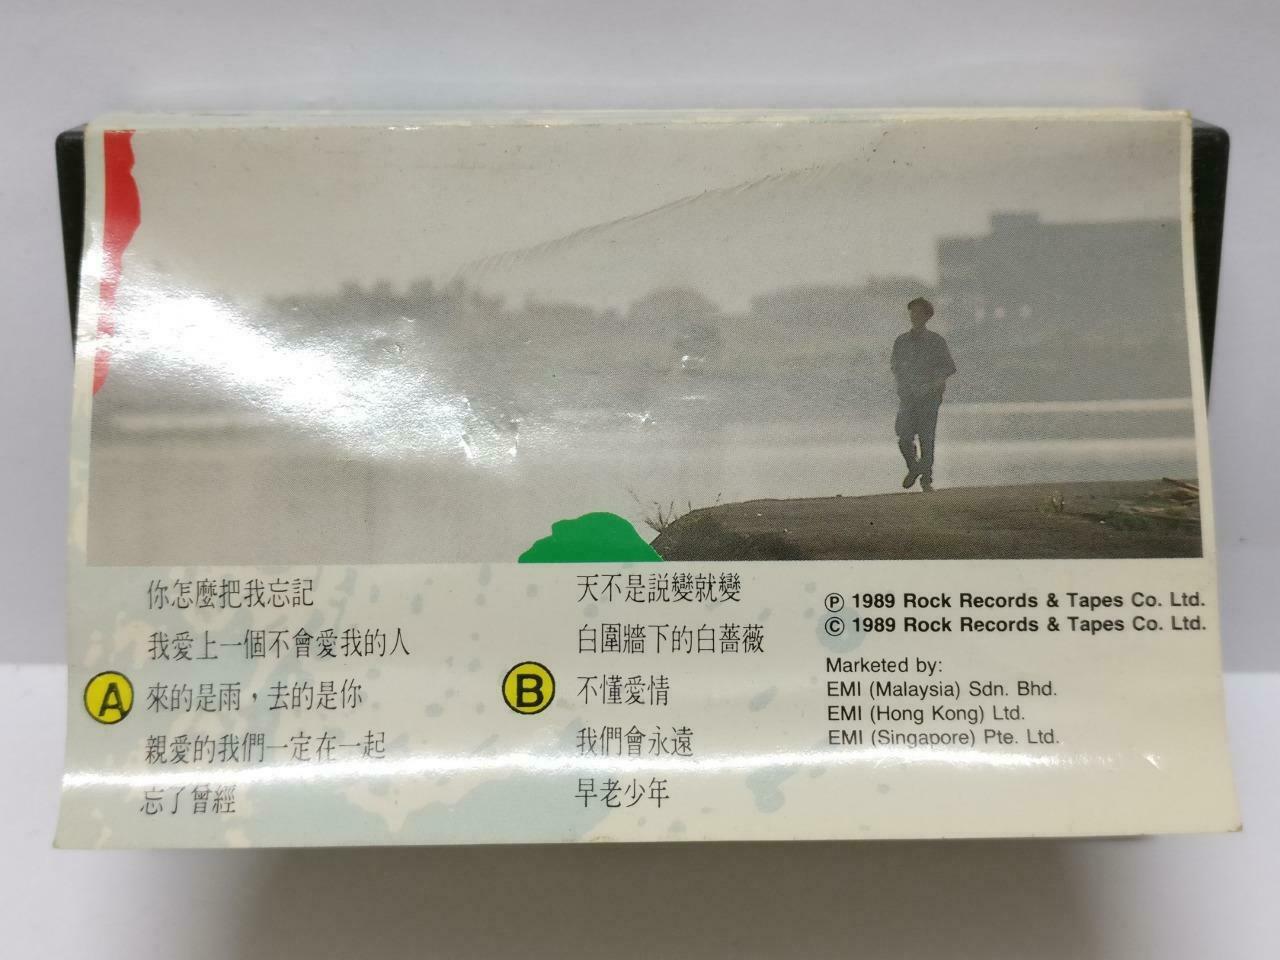 A
你怎麼把我忘記
我愛上一個不會愛我的人
來的是雨，去的是你
親愛的我們一定在一起
忘了曾經
B
天不是説變就變
白圍牆下的白薔薇
不懂愛情
我們會永遠
早老少年
Ⓟ 1989 Rock Records & Tapes Co. Ltd.
© 1989 Rock Records & Tapes Co. Ltd.
Marketed by:
EMI (Malaysia) Sdn. Bhd.
EMI (Hong Kong) Ltd.
EMI (Singapore) Pte. Ltd.